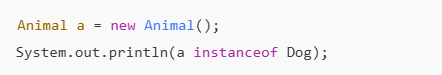 Animal a = new Animal();
System.out.println(a instanceof Dog);